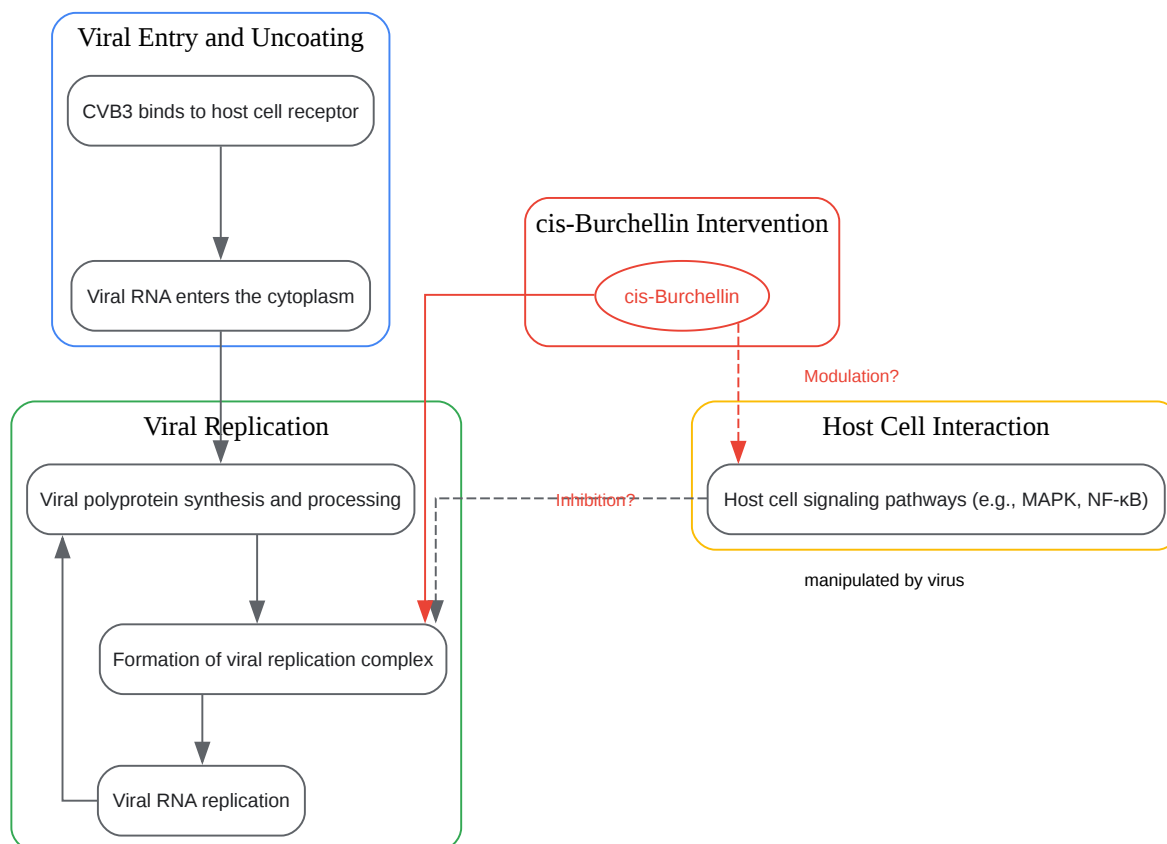 Viral Entry and Uncoating
CVB3 binds to host cell receptor
Viral RNA enters the cytoplasm
cis-Burchellin Intervention
cis-Burchellin
Modulation?
Viral Replication
Viral polyprotein synthesis and processing
Formation of viral replication complex
Viral RNA replication
Inhibition?
Host Cell Interaction
Host cell signaling pathways (e.g., MAPK, NF-κB)
manipulated by virus